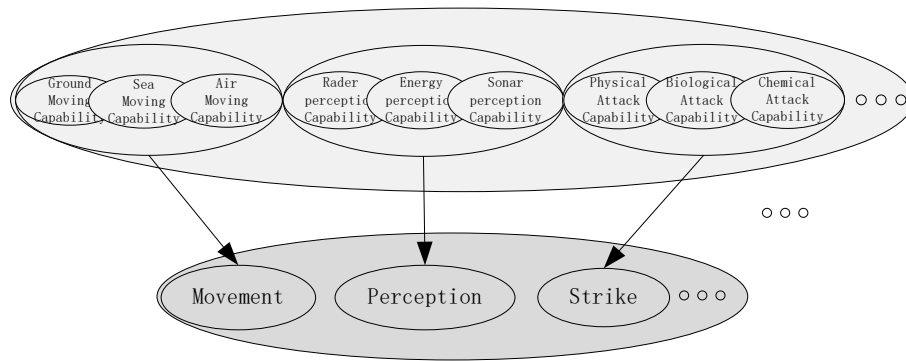 Ground
Moving
Capability
Sea
Moving
Capability
Air
Moving
Capability
Rader
perceptio
Capability
Energy
perceptio
Capability
Sonar
perception
Capability
Physical
Attack
Capability
Biological
Attack
Capability
Chemical
Attack
Capability
Movement
Perception
Strike